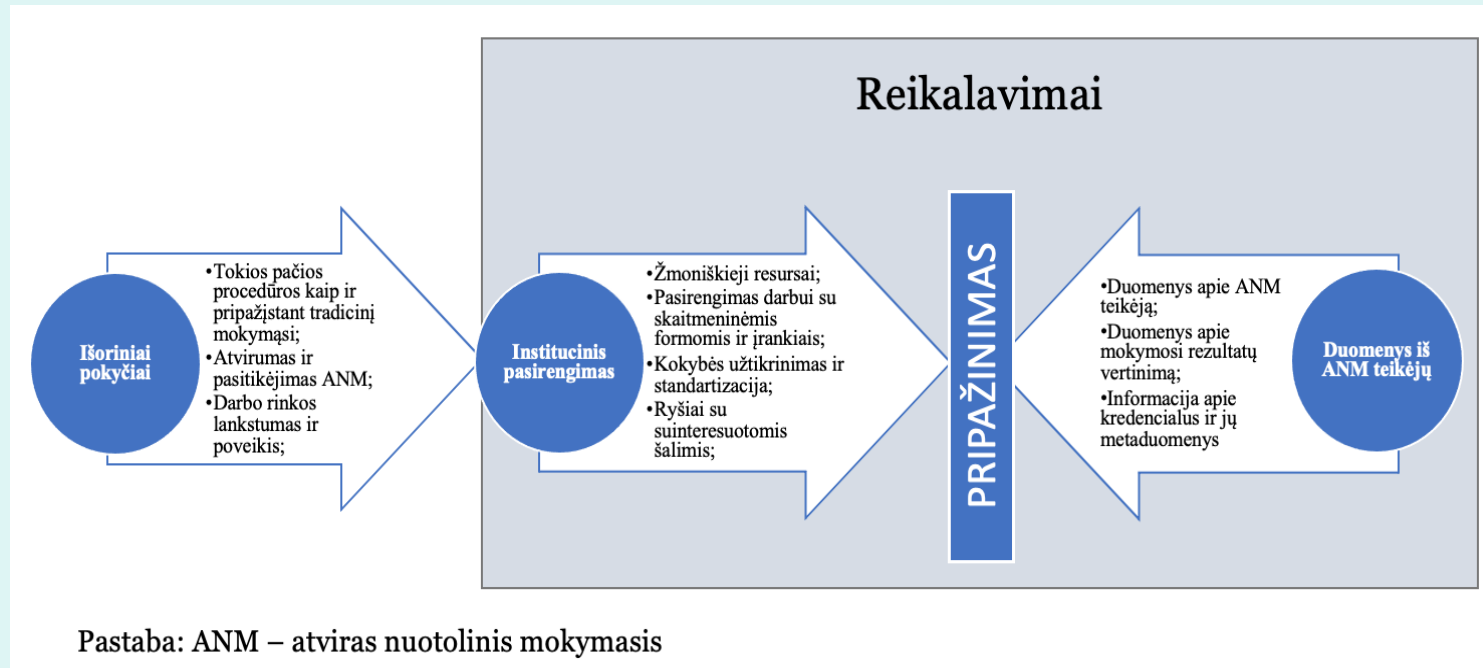 Reikalavimai
Išoriniai
pokyčiai
•Tokios pačios
procedūros kaip ir
pripažįstant tradicinį
mokymąsi;
•Atvirumas ir
pasitikėjimas ANM;
•Darbo rinkos
lankstumas ir
poveikis;
Institucinis
pasirengimas
•Žmoniškieji resursai;
•Pasirengimas darbui su
skaitmeninėmis
formomis ir įrankiais;
•Kokybės užtikrinimas ir
standartizacija;
•Ryšiai su
suinteresuotomis
šalimis;
PRIPAŽINIMAS
•Duomenys apie ANM
teikėją;
•Duomenys apie
mokymosi rezultatų
vertinimą;
•Informacija apie
kredencialus ir jų
metaduomenys
Duomenys iš
ANM teikėjų
Pastaba: ANM – atviras nuotolinis mokymasis